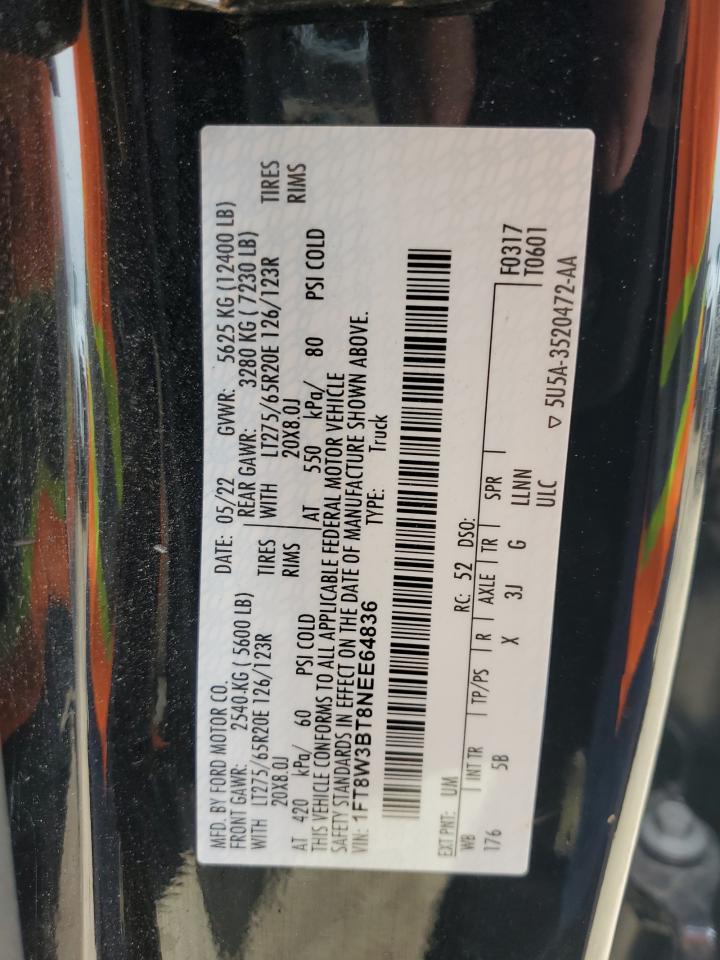 MFD. BY FORD MOTOR CO. DATE: 05/22 GVWR: 5625 KG (12400 LB)
FRONT GAWR: 2540 KG ( 5600 LB) REAR GAWR: 3280 KG ( 7230 LB)
WITH LT275/65R20E 126/123R TIRES WITH LT275/65R20E 126/123R TIRES
20X8.0J RIMS 20X8.0J RIMS
AT 420 kPa/ 60 PSI COLD AT 550 kPa/ 80 PSI COLD
THIS VEHICLE CONFORMS TO ALL APPLICABLE FEDERAL MOTOR VEHICLE
SAFETY STANDARDS IN EFFECT ON THE DATE OF MANUFACTURE SHOWN ABOVE.
VIN: 1FT8W3BT8NEE64836 TYPE: Truck
EXT PNT: UM RC: 52 DSO:
WB INT TR TP/PS R AXLE TR SPR F0317
176 5B X 3J G LLNN T0601
ULC
▽ 5U5A-3520472-AA